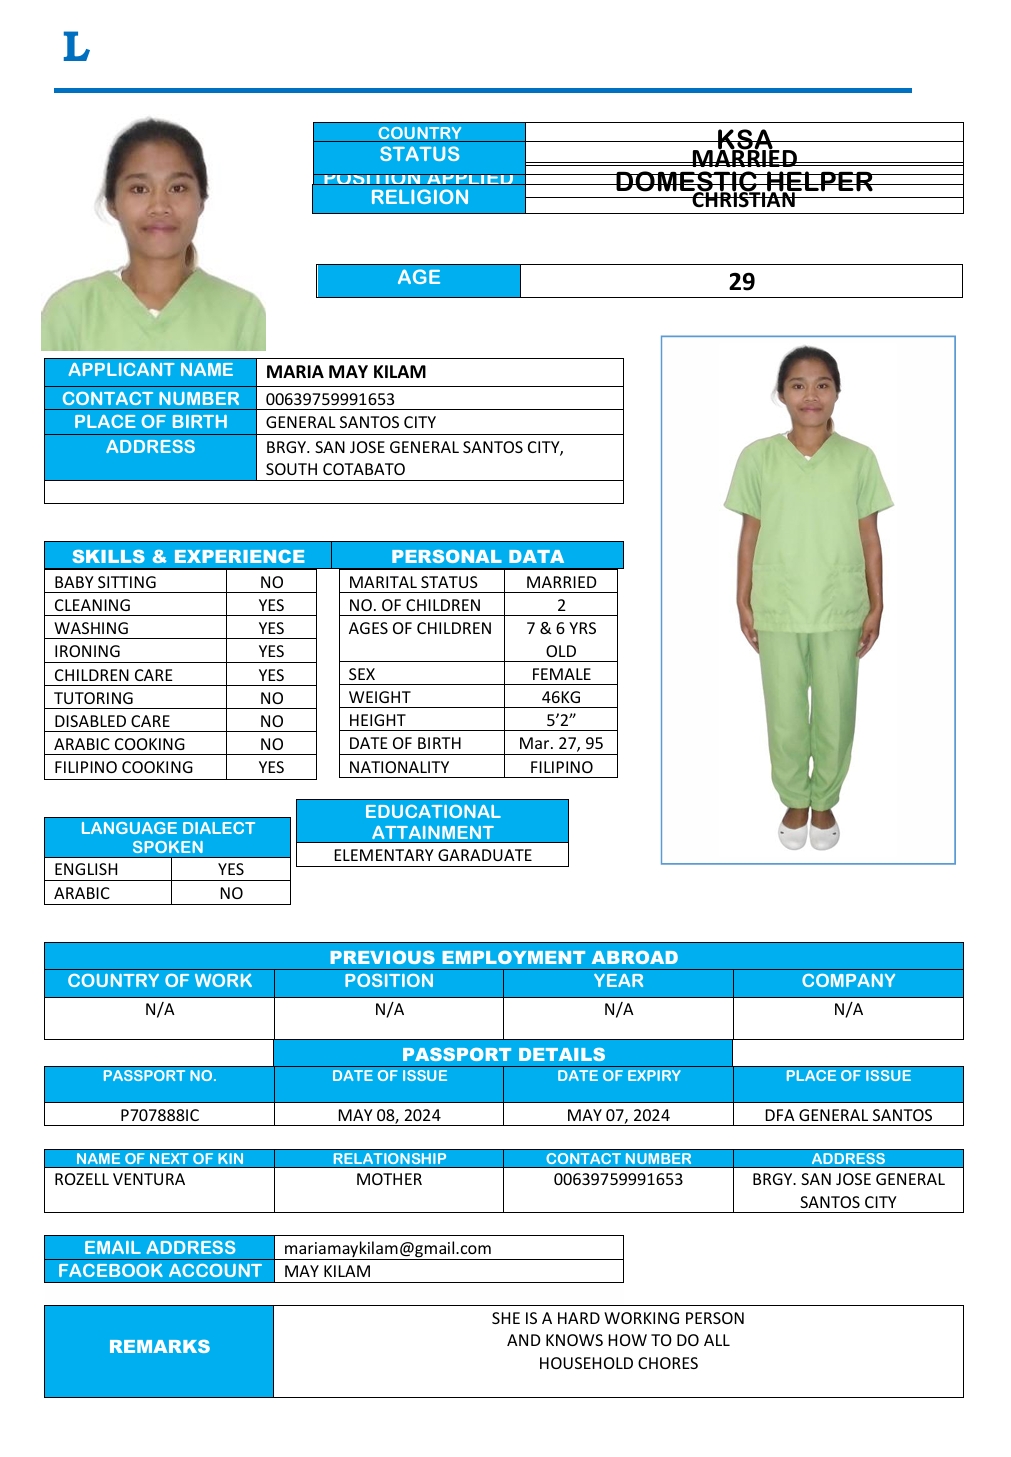 L
COUNTRY KSA
STATUS MARRIED
POSITION APPLIED DOMESTIC HELPER
RELIGION CHRISTIAN
AGE 29
APPLICANT NAME MARIA MAY KILAM
CONTACT NUMBER 00639759991653
PLACE OF BIRTH GENERAL SANTOS CITY
ADDRESS BRGY. SAN JOSE GENERAL SANTOS CITY,
SOUTH COTABATO
SKILLS & EXPERIENCE
BABY SITTING NO
CLEANING YES
WASHING YES
IRONING YES
CHILDREN CARE YES
TUTORING NO
DISABLED CARE NO
ARABIC COOKING NO
FILIPINO COOKING YES
PERSONAL DATA
MARITAL STATUS MARRIED
NO. OF CHILDREN 2
AGES OF CHILDREN 7 & 6 YRS
OLD
SEX FEMALE
WEIGHT 46KG
HEIGHT 5’2”
DATE OF BIRTH Mar. 27, 95
NATIONALITY FILIPINO
LANGUAGE DIALECT
SPOKEN
ENGLISH YES
ARABIC NO
EDUCATIONAL
ATTAINMENT
ELEMENTARY GARADUATE
PREVIOUS EMPLOYMENT ABROAD
COUNTRY OF WORK POSITION YEAR COMPANY
N/A N/A N/A N/A
PASSPORT DETAILS
PASSPORT NO. DATE OF ISSUE DATE OF EXPIRY PLACE OF ISSUE
P707888IC MAY 08, 2024 MAY 07, 2024 DFA GENERAL SANTOS
NAME OF NEXT OF KIN RELATIONSHIP CONTACT NUMBER ADDRESS
ROZELL VENTURA MOTHER 00639759991653 BRGY. SAN JOSE GENERAL
SANTOS CITY
EMAIL ADDRESS mariamaykilam@gmail.com
FACEBOOK ACCOUNT MAY KILAM
REMARKS
SHE IS A HARD WORKING PERSON
AND KNOWS HOW TO DO ALL
HOUSEHOLD CHORES